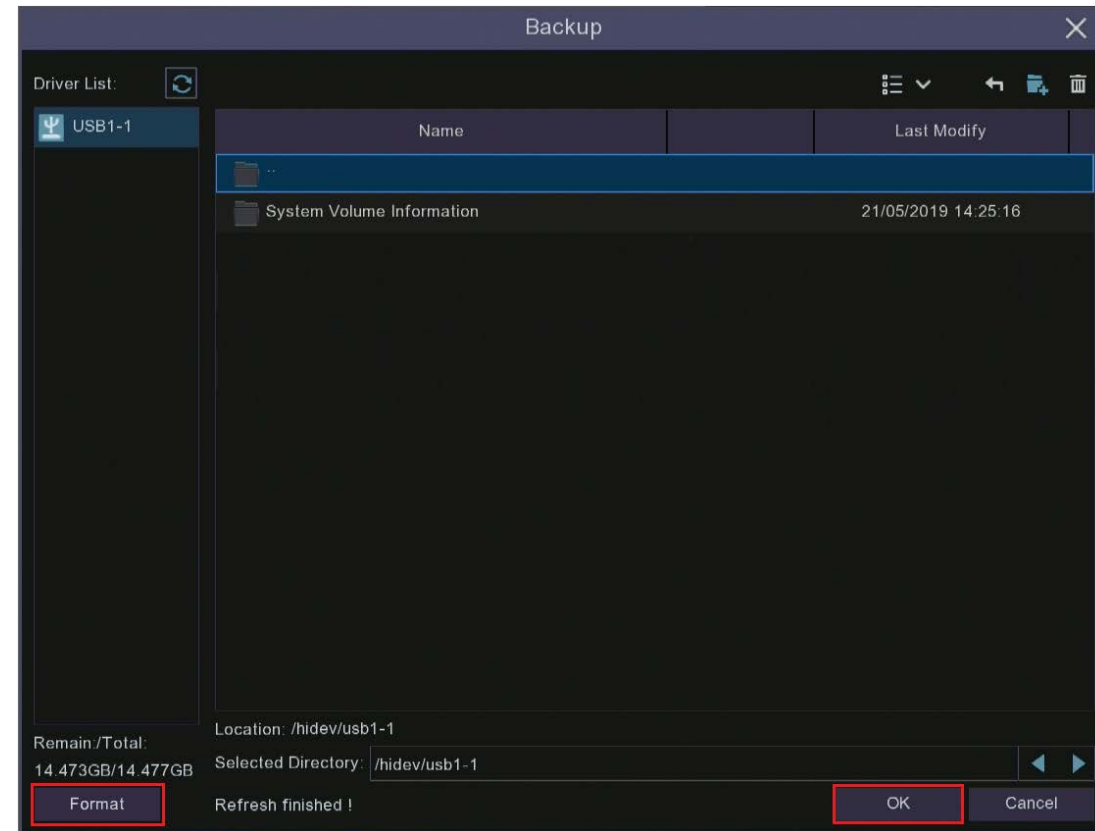 Backup
Driver List:
USB1-1
Name
Last Modify
..
System Volume Information
21/05/2019 14:25:16
Location: /hidev/usb1-1
Remain:/Total:
14.473GB/14.477GB
Selected Directory: /hidev/usb1-1
Format
Refresh finished !
OK
Cancel